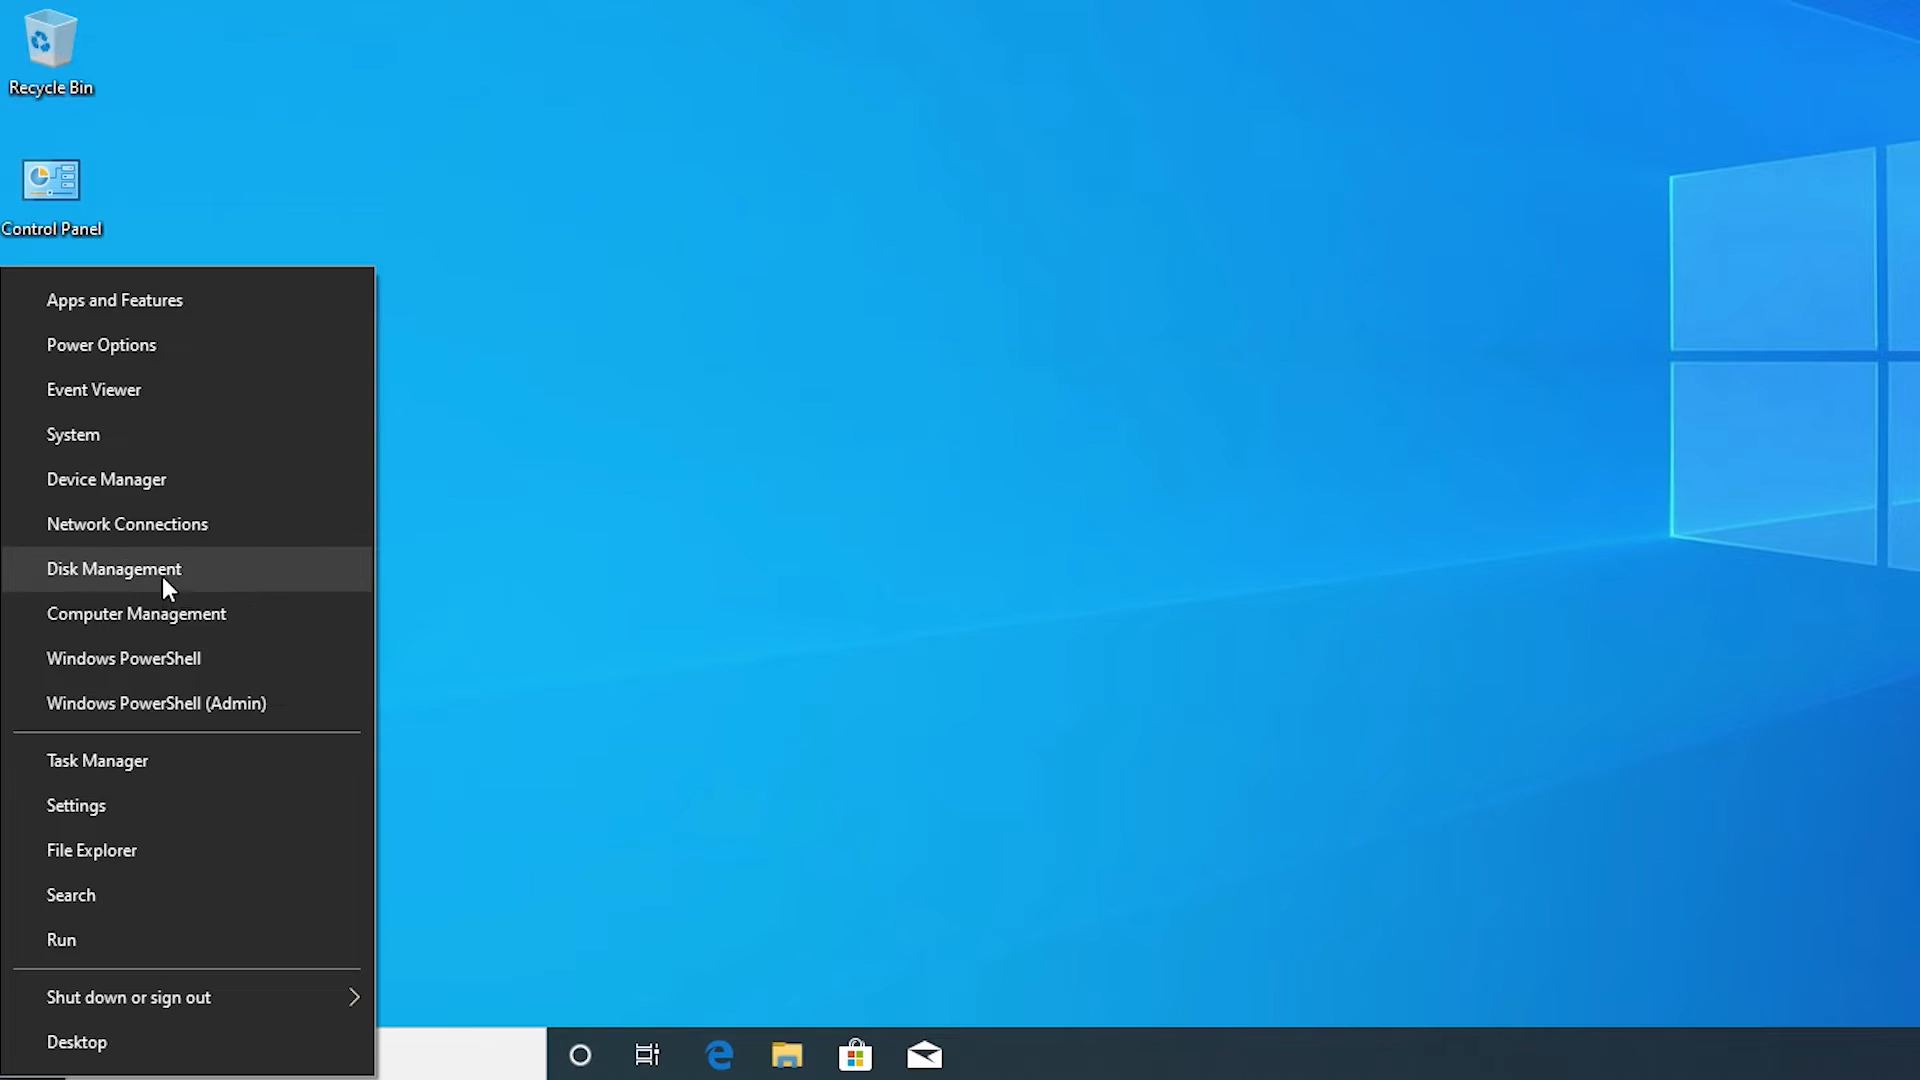 Recycle Bin
Control Panel
Apps and Features
Power Options
Event Viewer
System
Device Manager
Network Connections
Disk Management
Computer Management
Windows PowerShell
Windows PowerShell (Admin)
Task Manager
Settings
File Explorer
Search
Run
Shut down or sign out
Desktop